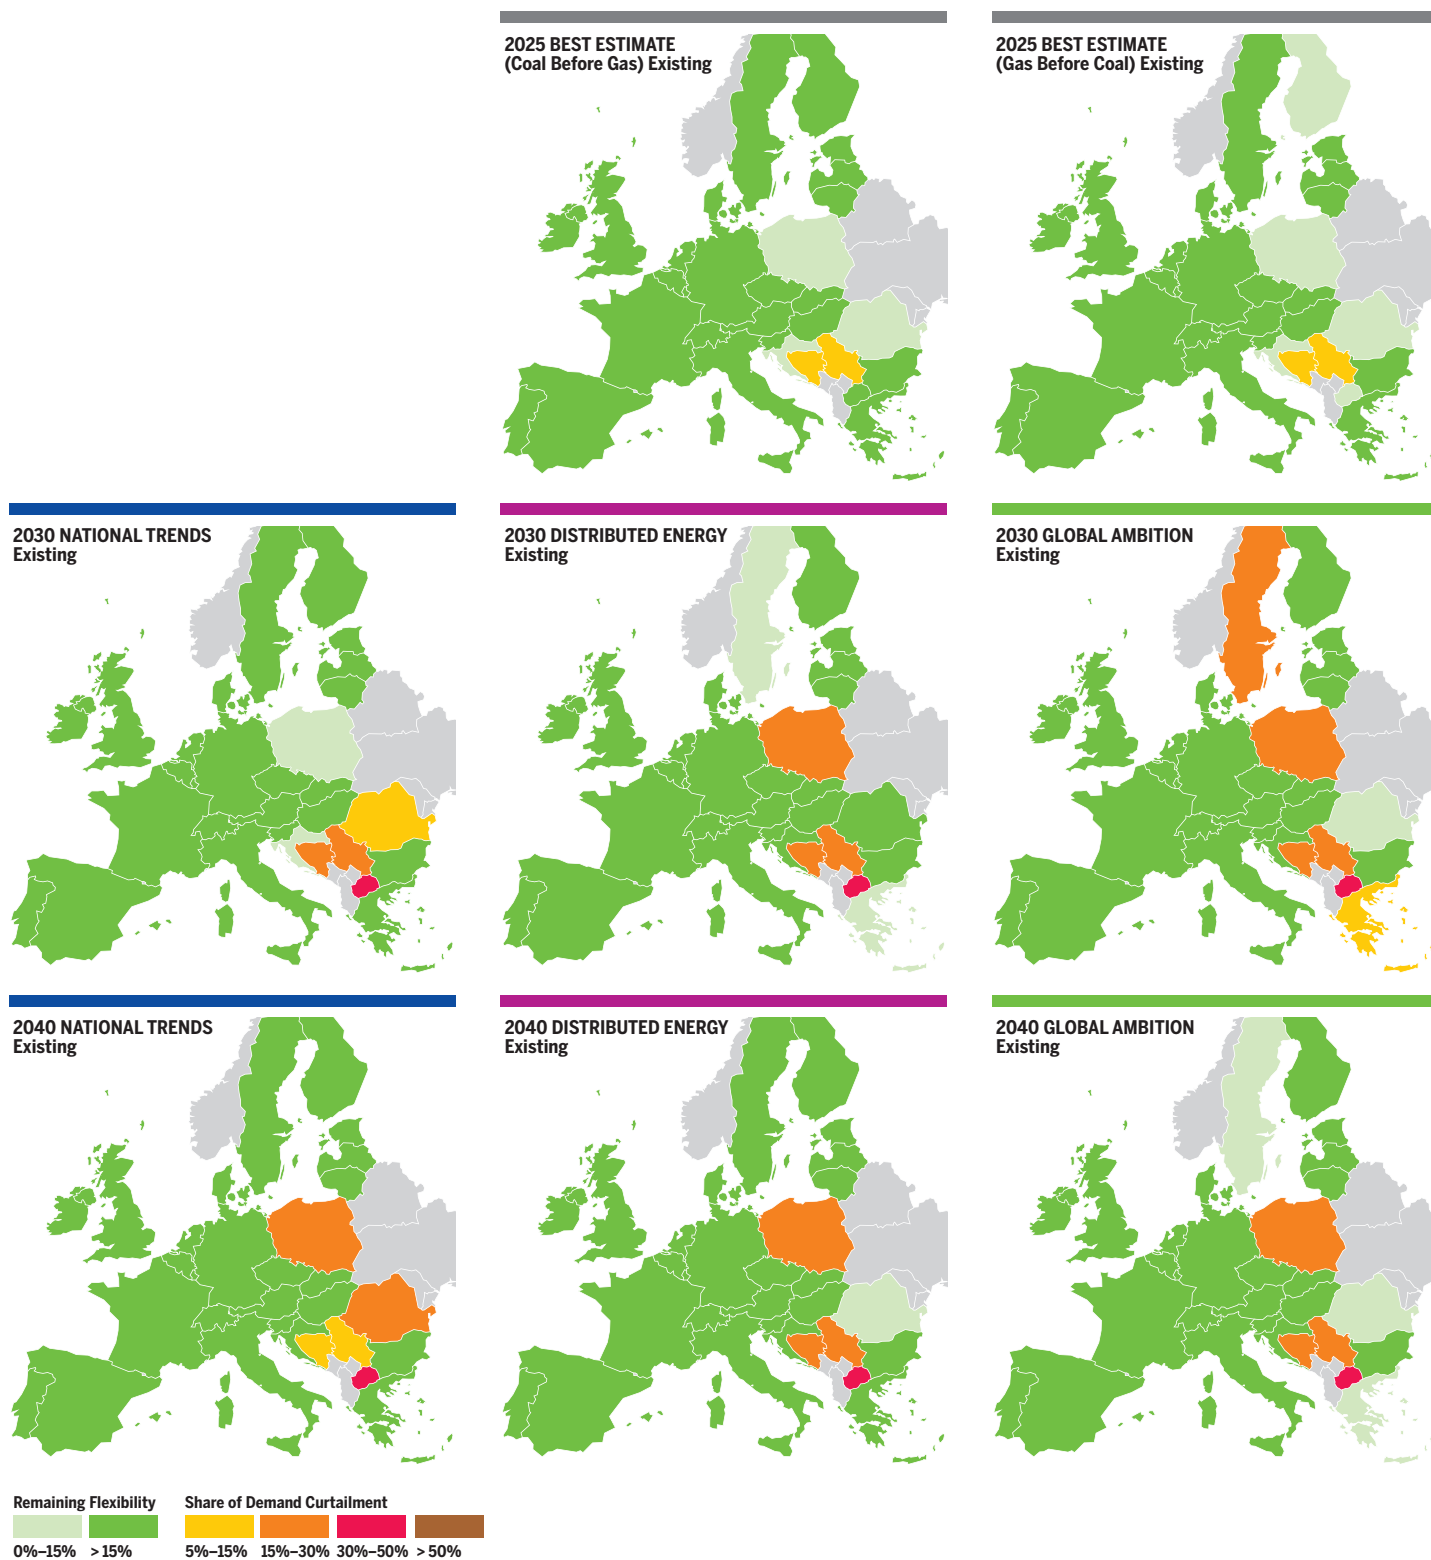 2025 BEST ESTIMATE
(Coal Before Gas) Existing
2025 BEST ESTIMATE
(Gas Before Coal) Existing
2030 NATIONAL TRENDS
Existing
2030 DISTRIBUTED ENERGY
Existing
2030 GLOBAL AMBITION
Existing
2040 NATIONAL TRENDS
Existing
2040 DISTRIBUTED ENERGY
Existing
2040 GLOBAL AMBITION
Existing
Remaining Flexibility
0%–15% > 15%
Share of Demand Curtailment
5%–15% 15%–30% 30%–50% > 50%